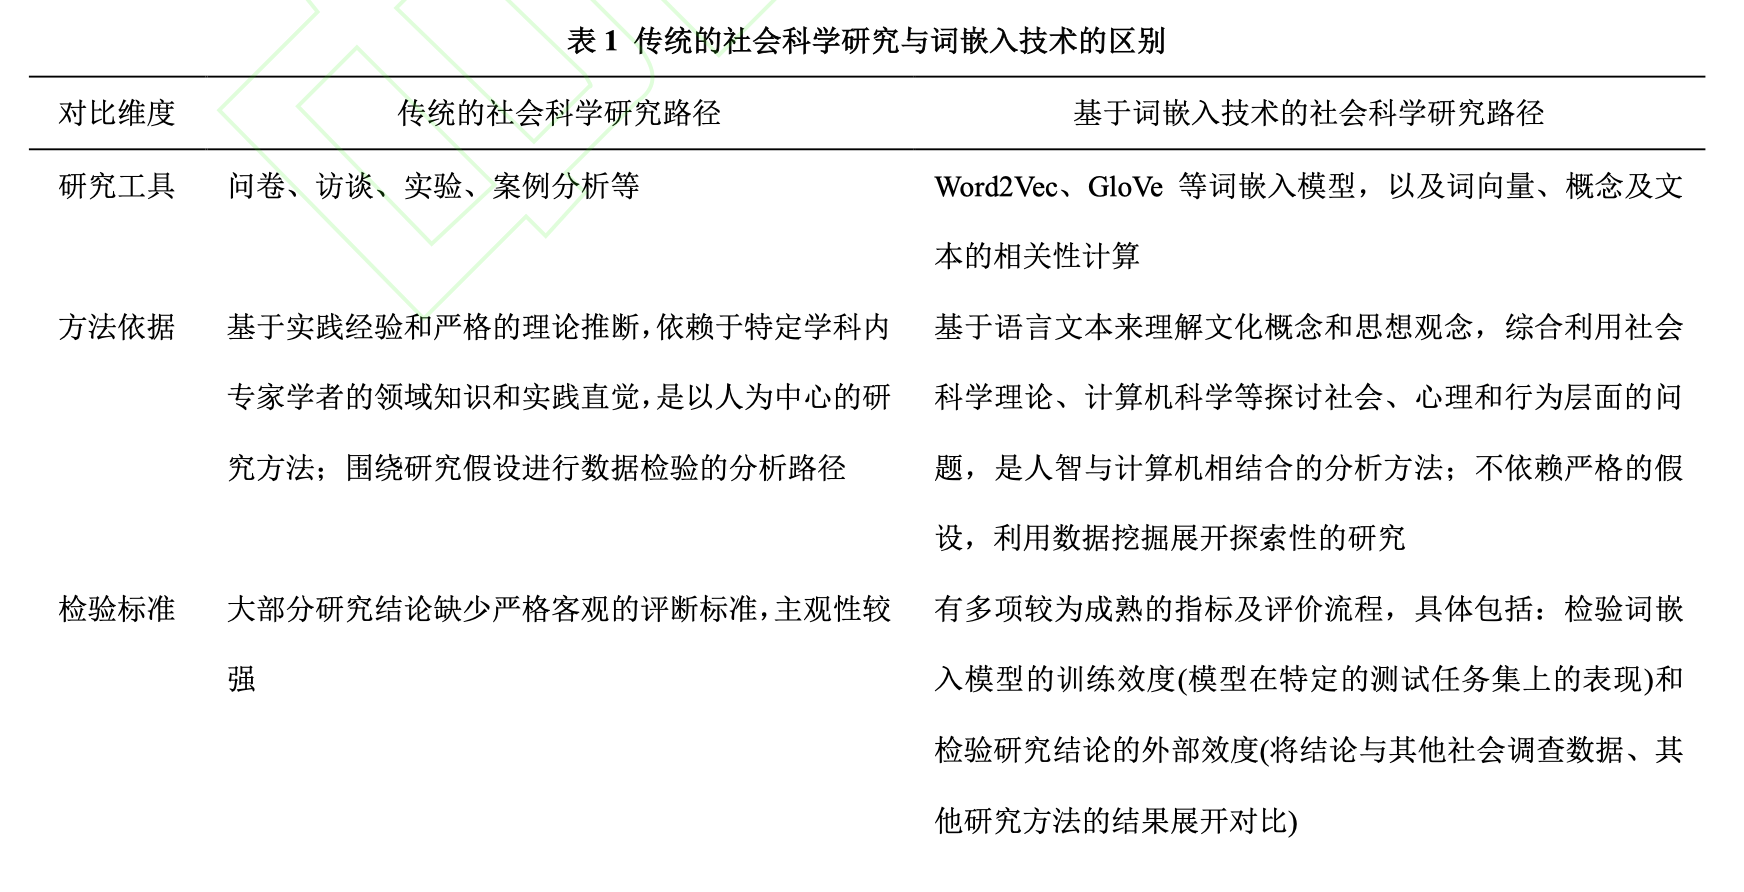 表 1 传统的社会科学研究与词嵌入技术的区别
对比维度 传统的社会科学研究路径 基于词嵌入技术的社会科学研究路径
研究工具 问卷、访谈、实验、案例分析等 Word2Vec、GloVe 等词嵌入模型，以及词向量、概念及文
本的相关性计算
方法依据 基于实践经验和严格的理论推断，依赖于特定学科内 基于语言文本来理解文化概念和思想观念，综合利用社会
专家学者的领域知识和实践直觉，是以人为中心的研 科学理论、计算机科学等探讨社会、心理和行为层面的问
究方法；围绕研究假设进行数据检验的分析路径 题，是人智与计算机相结合的分析方法；不依赖严格的假
设，利用数据挖掘展开探索性的研究
检验标准 大部分研究结论缺少严格客观的评断标准，主观性较 有多项较为成熟的指标及评价流程，具体包括：检验词嵌
强 入模型的训练效度(模型在特定的测试任务集上的表现)和
检验研究结论的外部效度(将结论与其他社会调查数据、其
他研究方法的结果展开对比)